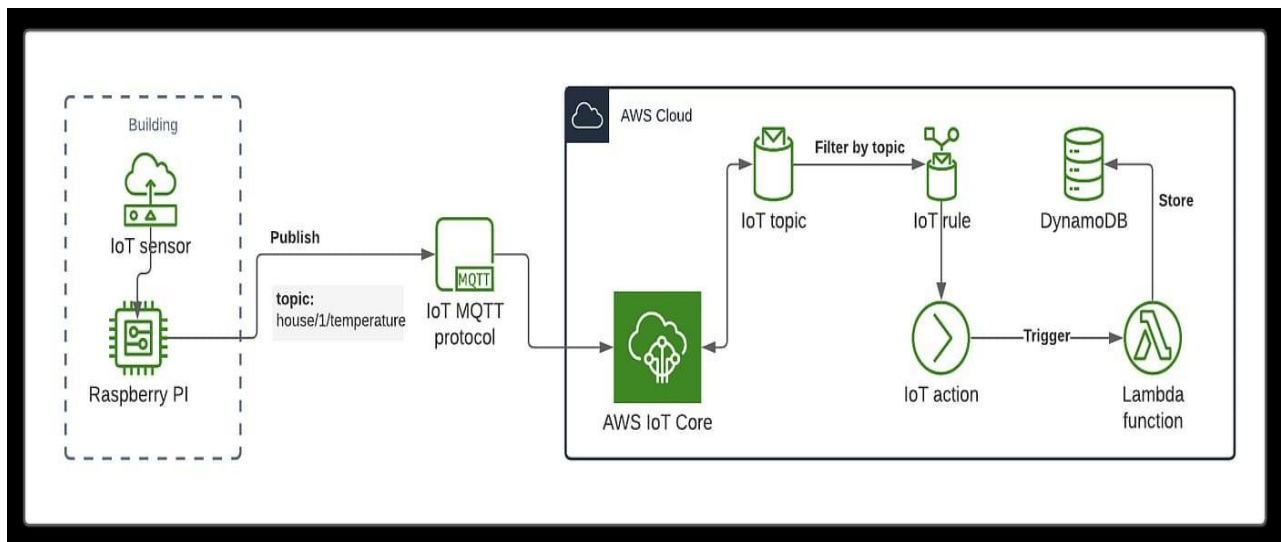 Building
IoT sensor
Raspberry PI
Publish
topic:
house/1/temperature
MQTT
IoT MQTT
protocol
AWS Cloud
AWS IoT Core
IoT topic
Filter by topic
IoT rule
IoT action
Trigger
Lambda
function
Store
DynamoDB